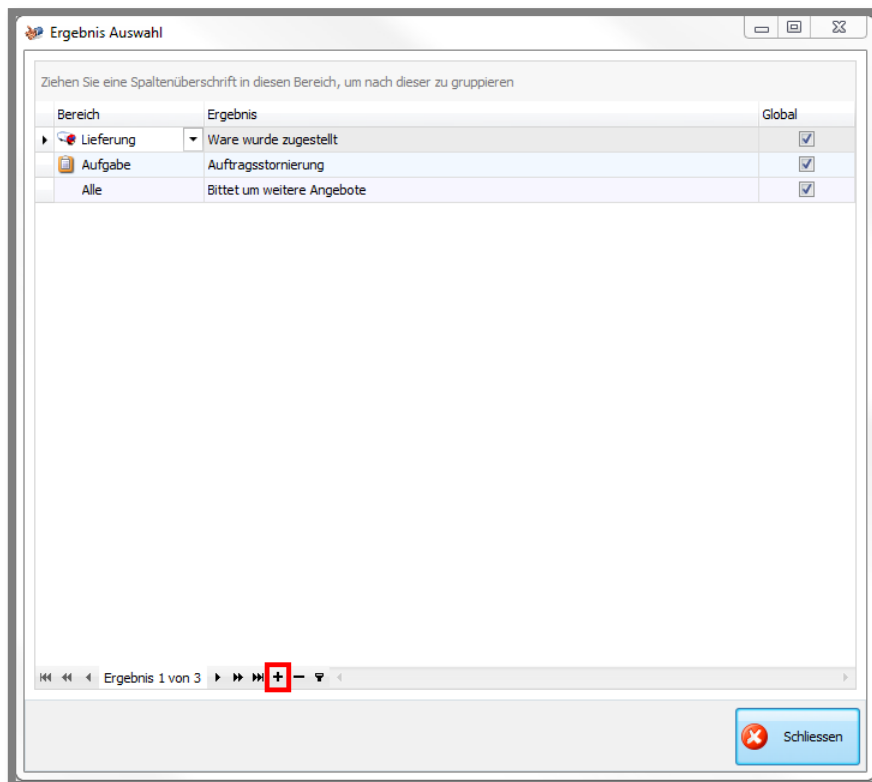 Ergebnis Auswahl
Ziehen Sie eine Spaltenüberschrift in diesen Bereich, um nach dieser zu gruppieren
Bereich Ergebnis Global
Lieferung Ware wurde zugestellt
Aufgabe Auftragsstornierung
Alle Bittet um weitere Angebote
Ergebnis 1 von 3
Schliessen